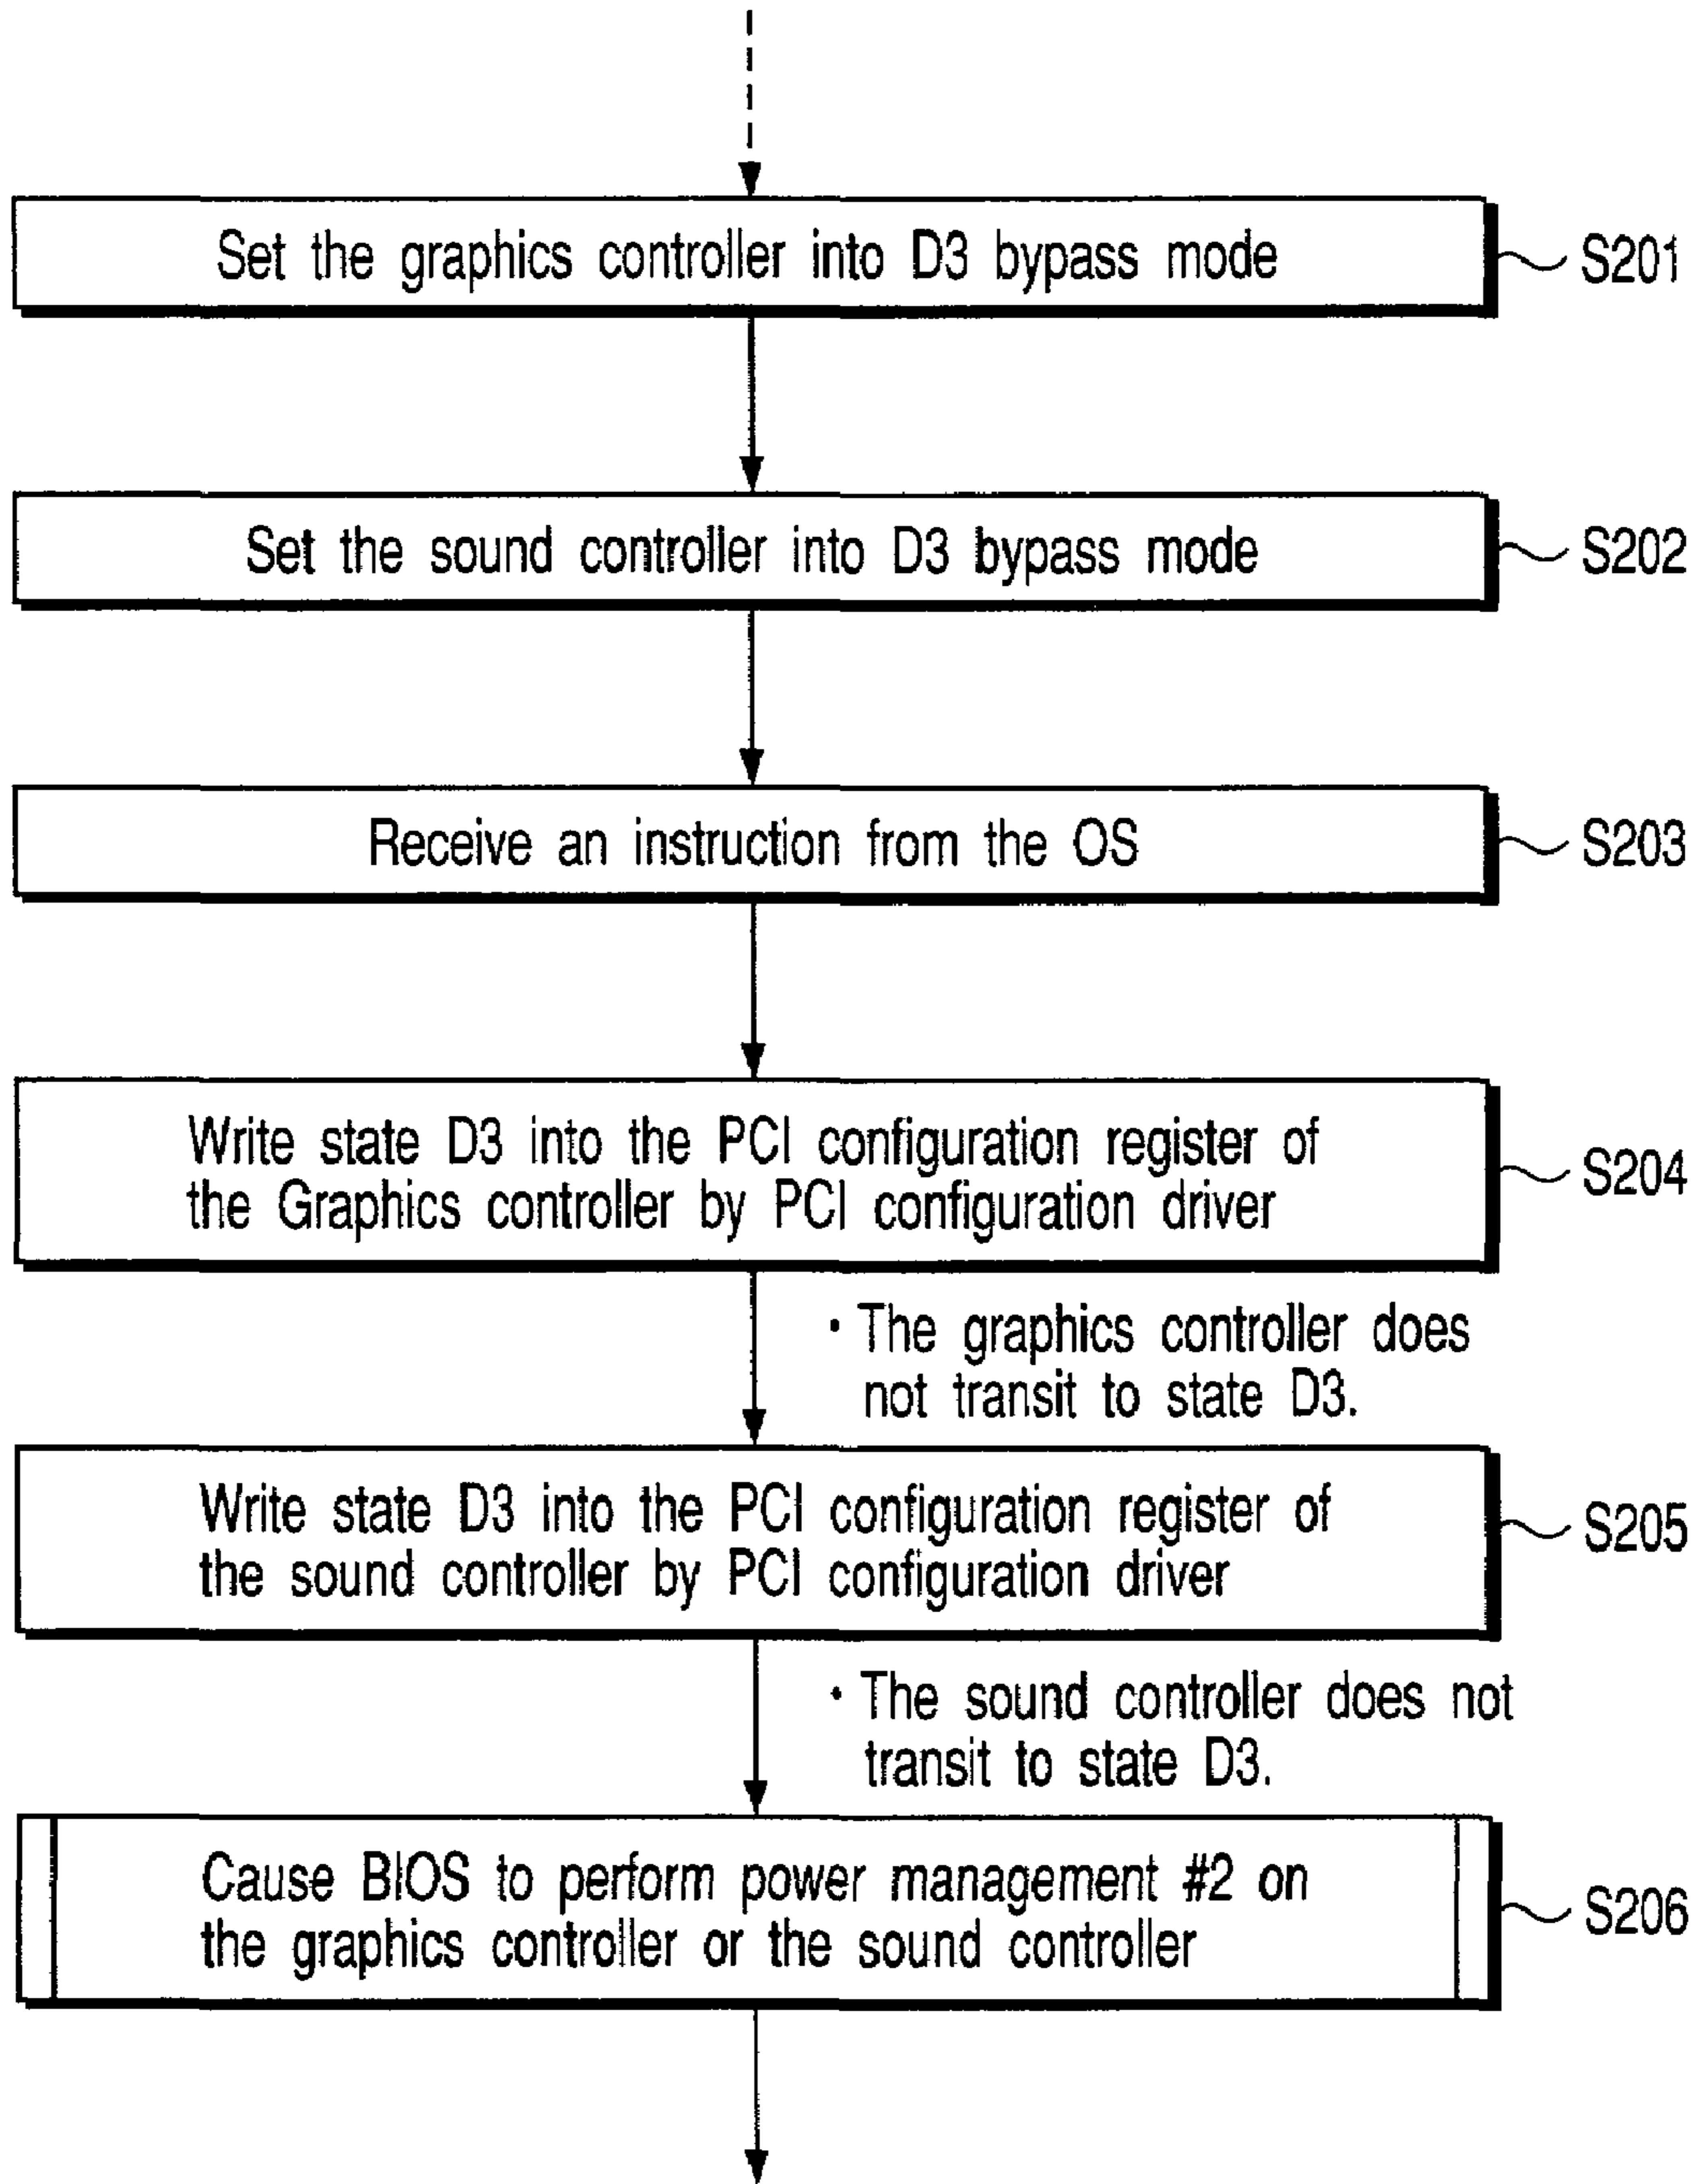 Set the graphics controller into D3 bypass mode
S201
Set the sound controller into D3 bypass mode
S202
Receive an instruction from the OS
S203
Write state D3 into the PCI configuration register of
the Graphics controller by PCI configuration driver
S204
· The graphics controller does
not transit to state D3.
Write state D3 into the PCI configuration register of
the sound controller by PCI configuration driver
S205
· The sound controller does not
transit to state D3.
Cause BIOS to perform power management #2 on
the graphics controller or the sound controller
S206